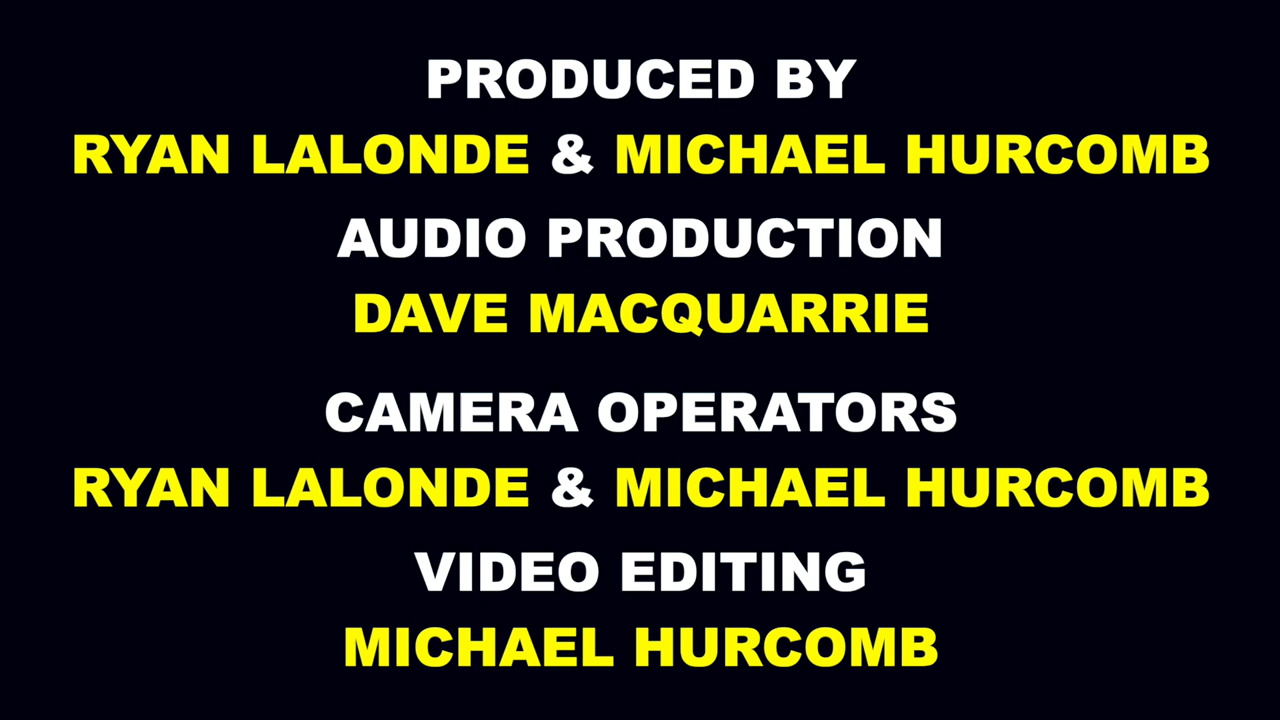 PRODUCED BY
RYAN LALONDE & MICHAEL HURCOMB
AUDIO PRODUCTION
DAVE MACQUARRIE
CAMERA OPERATORS
RYAN LALONDE & MICHAEL HURCOMB
VIDEO EDITING
MICHAEL HURCOMB